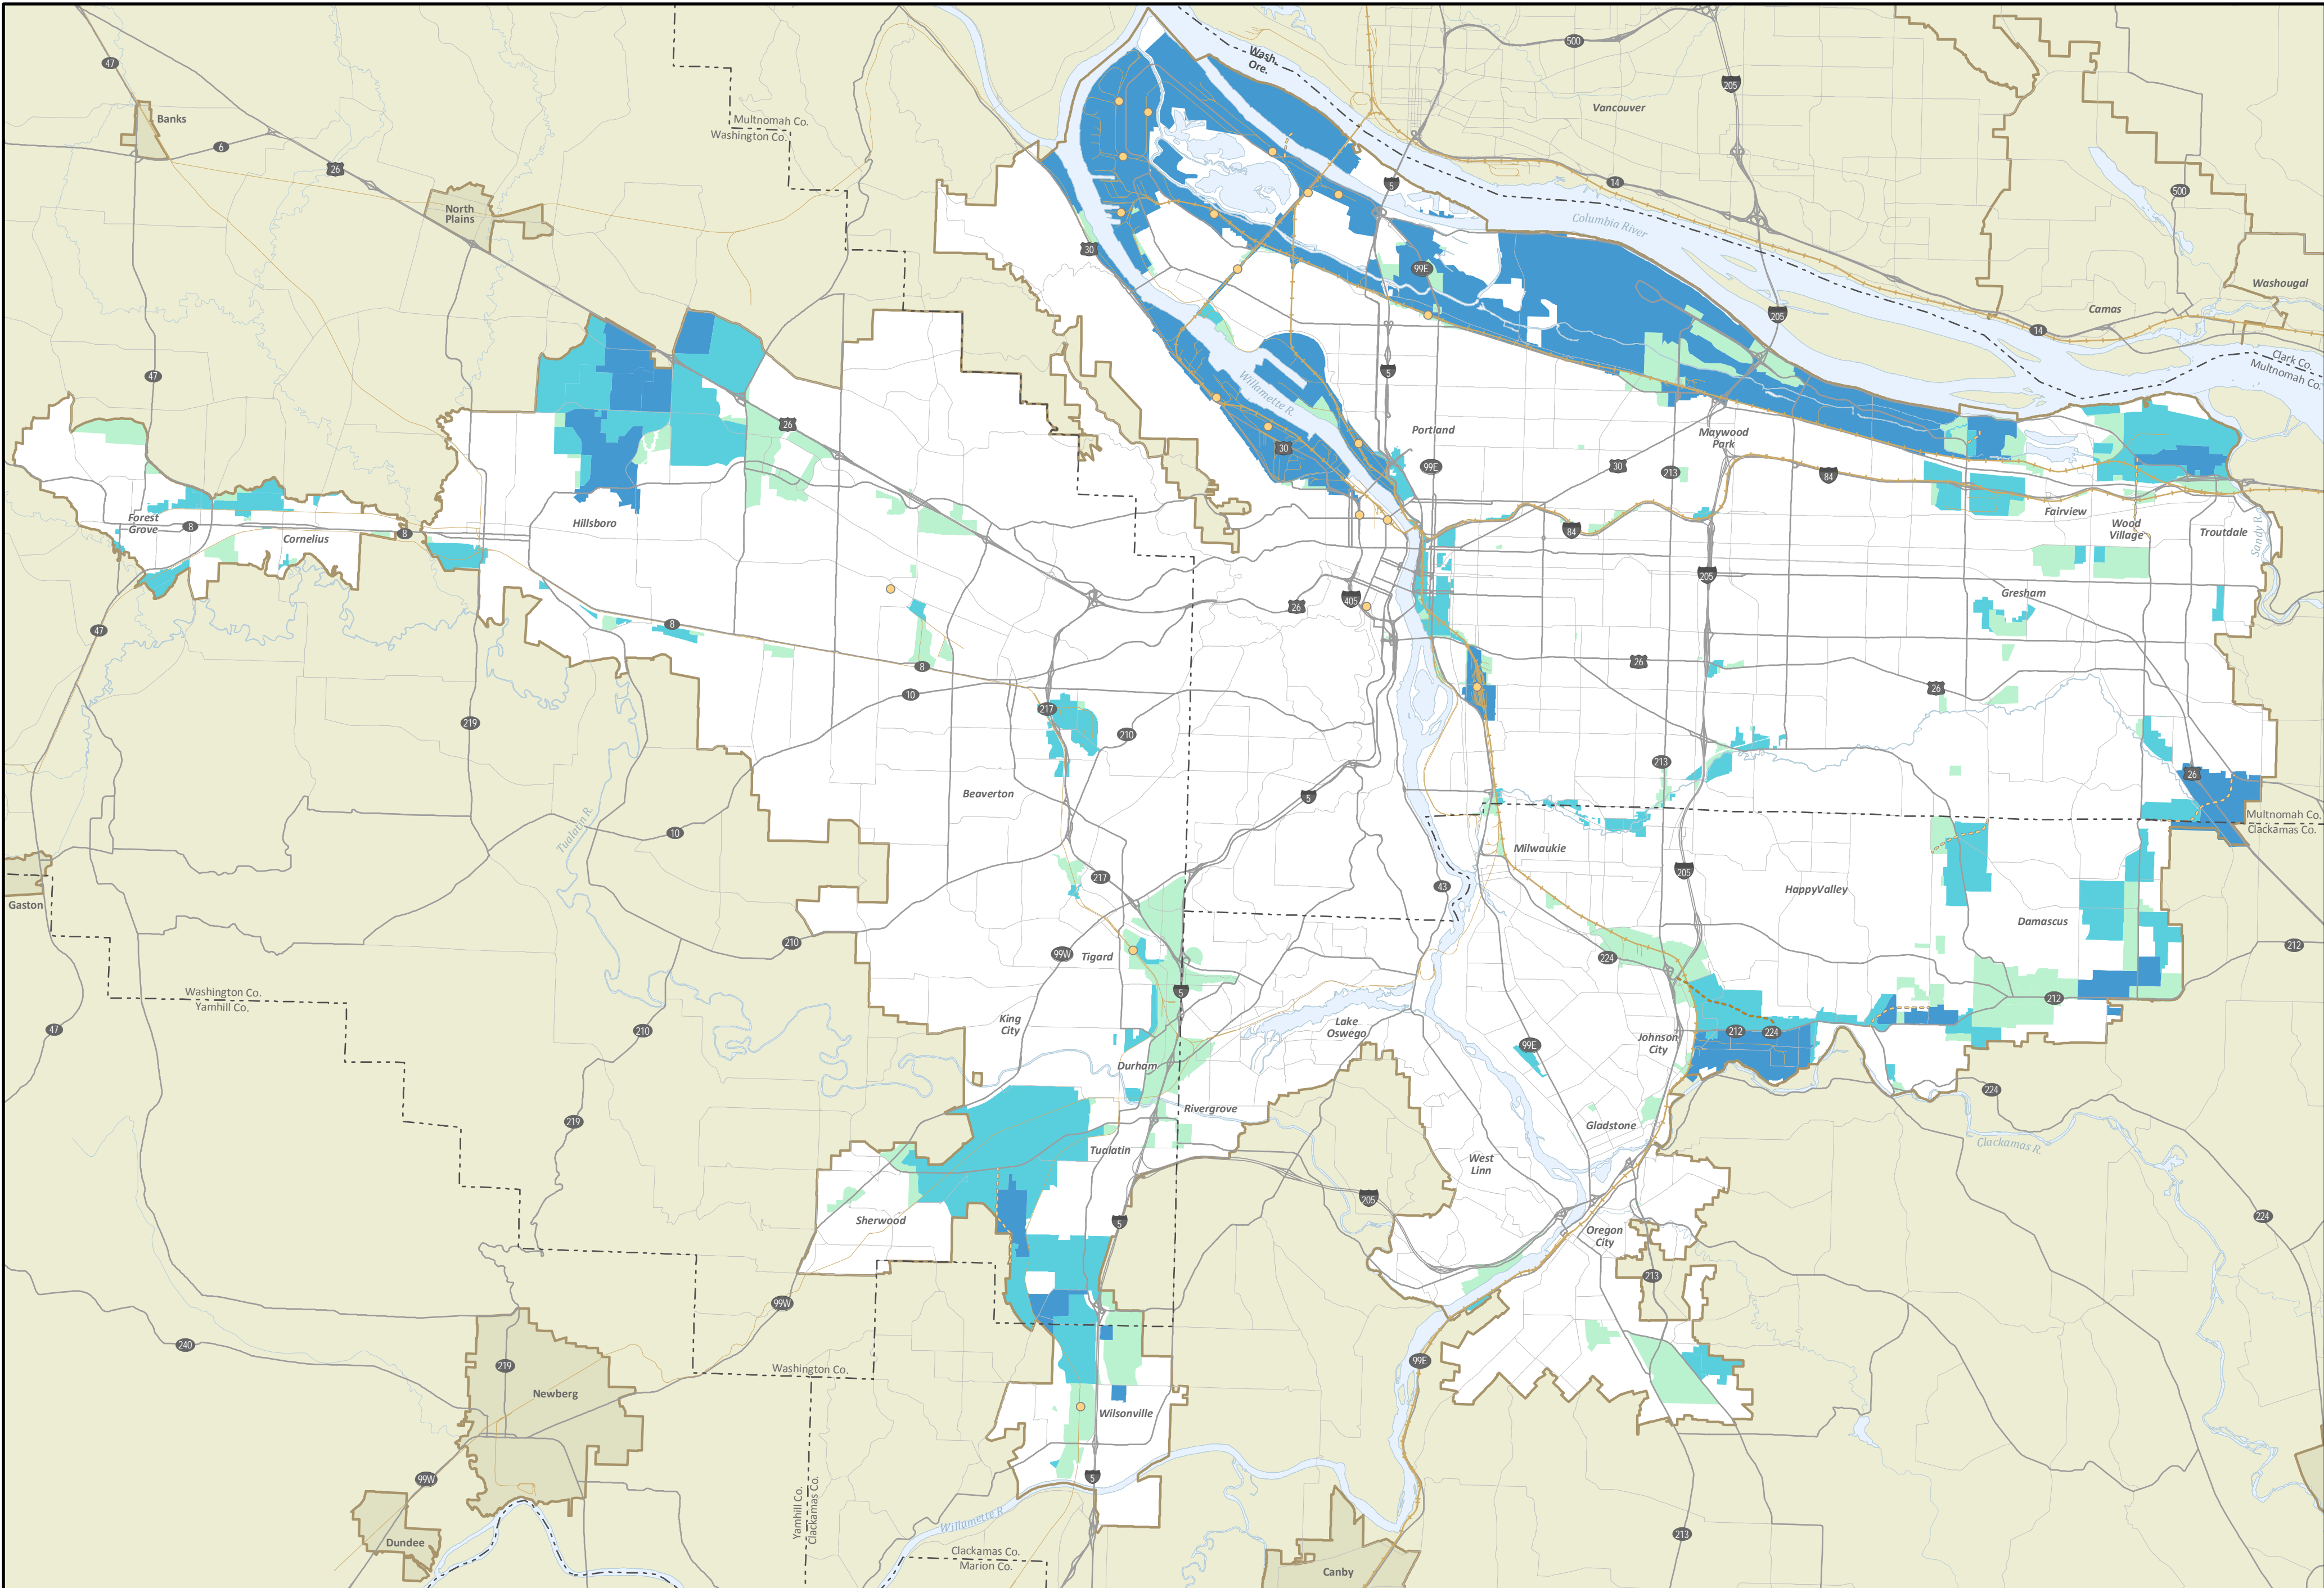 47
Banks
6
26
North
Plains
Multnomah Co.
Washington Co.
Wash.
Ore.
500
205
Vancouver
14
5
500
Columbia River
30
99E
205
Camas
Washougal
14
Clark Co.
Multnomah Co.
47
26
5
Willamette R.
30
Portland
99E
30
213
Maywood
Park
84
84
Fairview
Wood
Village
Troutdale
Sandy R.
Forest
Grove
8
Cornelius
8
Hillsboro
205
Gresham
405
26
47
8
8
10
26
26
219
217
210
213
26
Tualatin R.
10
Beaverton
5
Multnomah Co.
Clackamas Co.
Milwaukie
Gaston
217
43
205
HappyValley
Damascus
210
99W
Tigard
224
212
Washington Co.
Yamhill Co.
5
212
47
210
King
City
Lake
Oswego
99E
Johnson
City
212
224
Durham
224
219
Rivergrove
Gladstone
Clackamas R.
Tualatin
West
Linn
205
Sherwood
5
Oregon
City
224
213
99W
240
219
Washington Co.
99E
Newberg
Wilsonville
99W
5
Yamhill Co.
Clackamas Co.
Willamette R.
213
Dundee
Clackamas Co.
Marion Co.
Canby